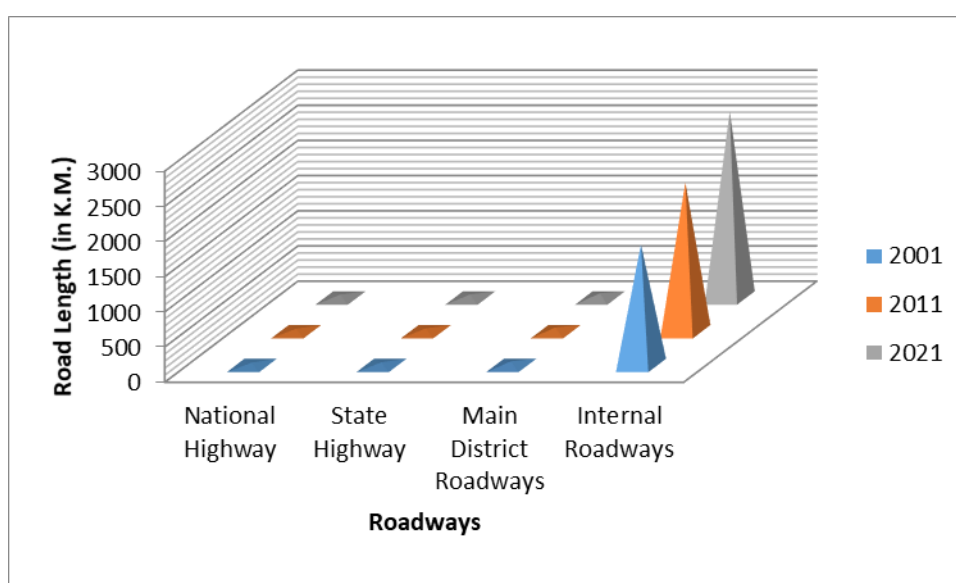 Road Length (in K.M.)
3000
2500
2000
1500
1000
500
0
National
Highway
State
Highway
Main
District
Roadways
Internal
Roadways
Roadways
2001
2011
2021